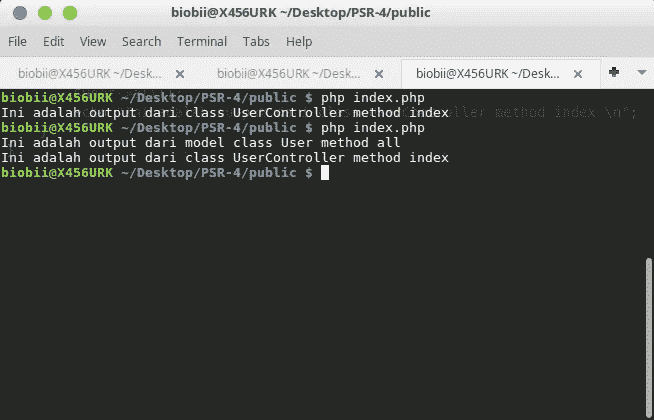 biobii@X456URK ~/Desktop/PSR-4/public
File Edit View Search Terminal Tabs Help
biobii@X456URK ~/Desk... biobii@X456URK ~/Desk... biobii@X456URK ~/Desk...
biobii@X456URK ~/Desktop/PSR-4/public $ php index.php
Ini adalah output dari class UserController method index
biobii@X456URK ~/Desktop/PSR-4/public $ php index.php
Ini adalah output dari model class User method all
Ini adalah output dari class UserController method index
biobii@X456URK ~/Desktop/PSR-4/public $